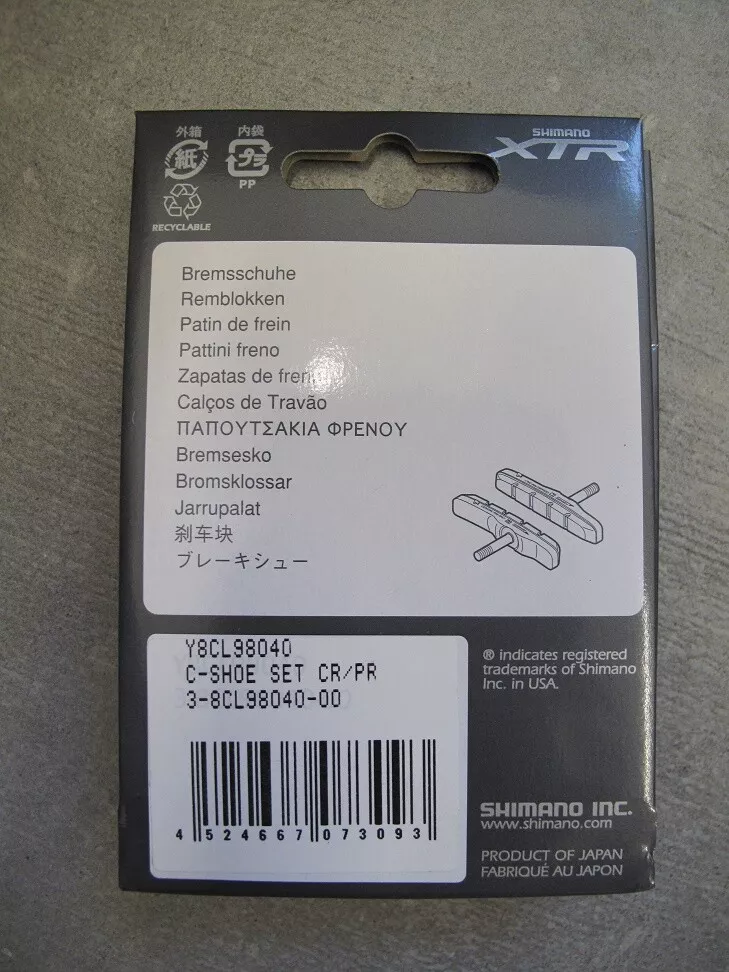 外箱
内袋
紙
プラ
PP
RECYCLABLE
SHIMANO
XTR
Bremsschuhe
Remblokken
Patin de frein
Pattini freno
Zapatas de
Calços de Travão
ΠΑΠΟΥΤΣΑΚΙΑ ΦΡΕΝΟΥ
Bremsesko
Bromsklossar
Jarrupalat
刹车块
ブレーキシュー
Y8CL98040
C-SHOE SET CR/PR
3-8CL98040-00
4 524667 073093
® indicates registered
trademarks of Shimano
Inc. in USA.
SHIMANO INC.
www.shimano.com
PRODUCT OF JAPAN
FABRIQUÉ AU JAPON